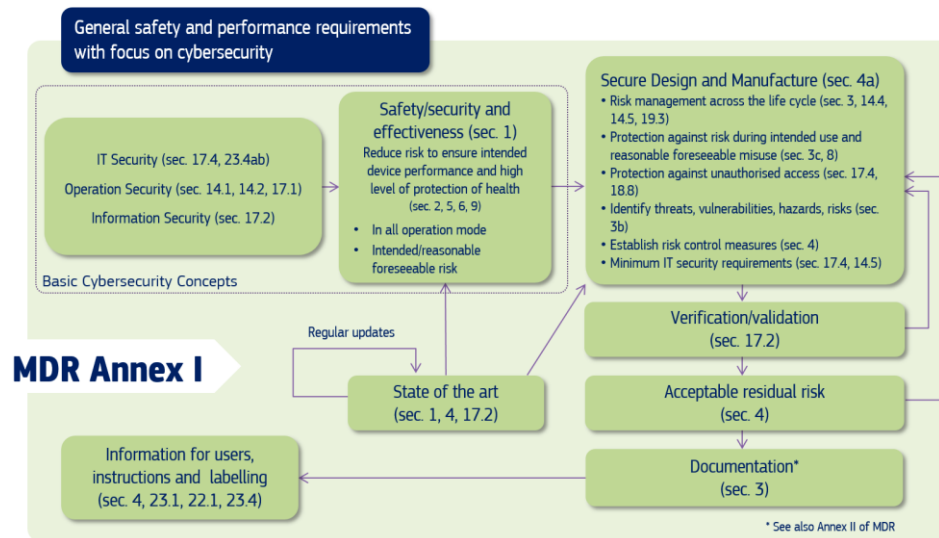 General safety and performance requirements
with focus on cybersecurity
IT Security (sec. 17.4, 23.4ab)
Operation Security (sec. 14.1, 14.2, 17.1)
Information Security (sec. 17.2)
Basic Cybersecurity Concepts
Safety/security and
effectiveness (sec. 1)
Reduce risk to ensure intended
device performance and high
level of protection of health
(sec. 2, 5, 6, 9)
• In all operation mode
• Intended/reasonable
foreseeable risk
Secure Design and Manufacture (sec. 4a)
• Risk management across the life cycle (sec. 3, 14.4,
14.5, 19.3)
• Protection against risk during intended use and
reasonable foreseeable misuse (sec. 3c, 8)
• Protection against unauthorised access (sec. 17.4,
18.8)
• Identify threats, vulnerabilities, hazards, risks (sec.
3b)
• Establish risk control measures (sec. 4)
• Minimum IT security requirements (sec. 17.4, 14.5)
Verification/validation
(sec. 17.2)
Regular updates
MDR Annex I
State of the art
(sec. 1, 4, 17.2)
Acceptable residual risk
(sec. 4)
Information for users,
instructions and labelling
(sec. 4, 23.1, 22.1, 23.4)
Documentation*
(sec. 3)
* See also Annex II of MDR